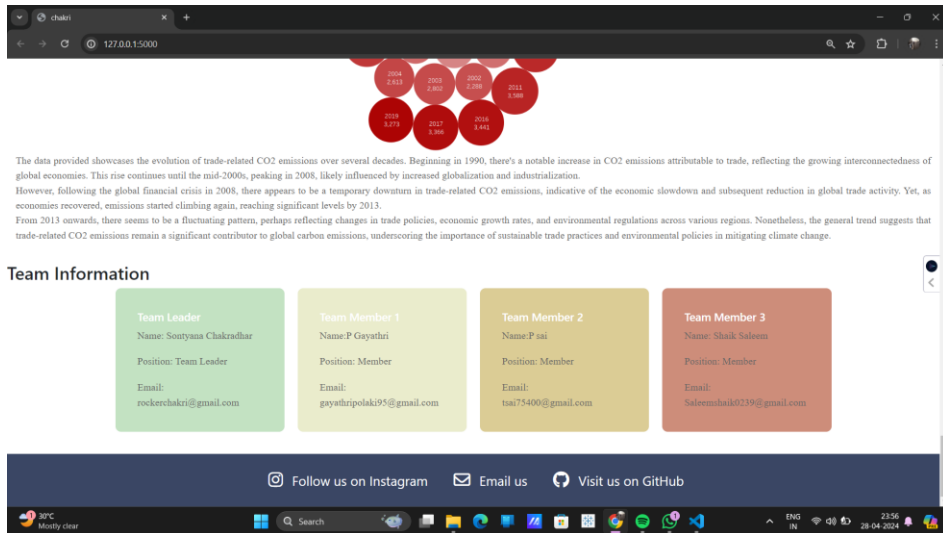 chakri
127.0.0.1:5000
2004
2,613
2003
2,802
2002
2,288
2011
3,588
2019
3,273
2017
3,366
2016
3,441
The data provided showcases the evolution of trade-related CO2 emissions over several decades. Beginning in 1990, there's a notable increase in CO2 emissions attributable to trade, reflecting the growing interconnectedness of
global economies. This rise continues until the mid-2000s, peaking in 2008, likely influenced by increased globalization and industrialization.
However, following the global financial crisis in 2008, there appears to be a temporary downturn in trade-related CO2 emissions, indicative of the economic slowdown and subsequent reduction in global trade activity. Yet, as
economies recovered, emissions started climbing again, reaching significant levels by 2013.
From 2013 onwards, there seems to be a fluctuating pattern, perhaps reflecting changes in trade policies, economic growth rates, and environmental regulations across various regions. Nonetheless, the general trend suggests that
trade-related CO2 emissions remain a significant contributor to global carbon emissions, underscoring the importance of sustainable trade practices and environmental policies in mitigating climate change.
Team Information
Team Leader
Name: Sontyana Chakradhar
Position: Team Leader
Email:
rockerchakri@gmail.com
Team Member 1
Name:P Gayathri
Position: Member
Email:
gayathripolaki95@gmail.com
Team Member 2
Name:P sai
Position: Member
Email:
tsai75400@gmail.com
Team Member 3
Name: Shaik Saleem
Position: Member
Email:
Saleemshaik0239@gmail.com
Follow us on Instagram
Email us
Visit us on GitHub
1
30°C
Mostly clear
Search
1
ENG
IN
23:56
28-04-2024